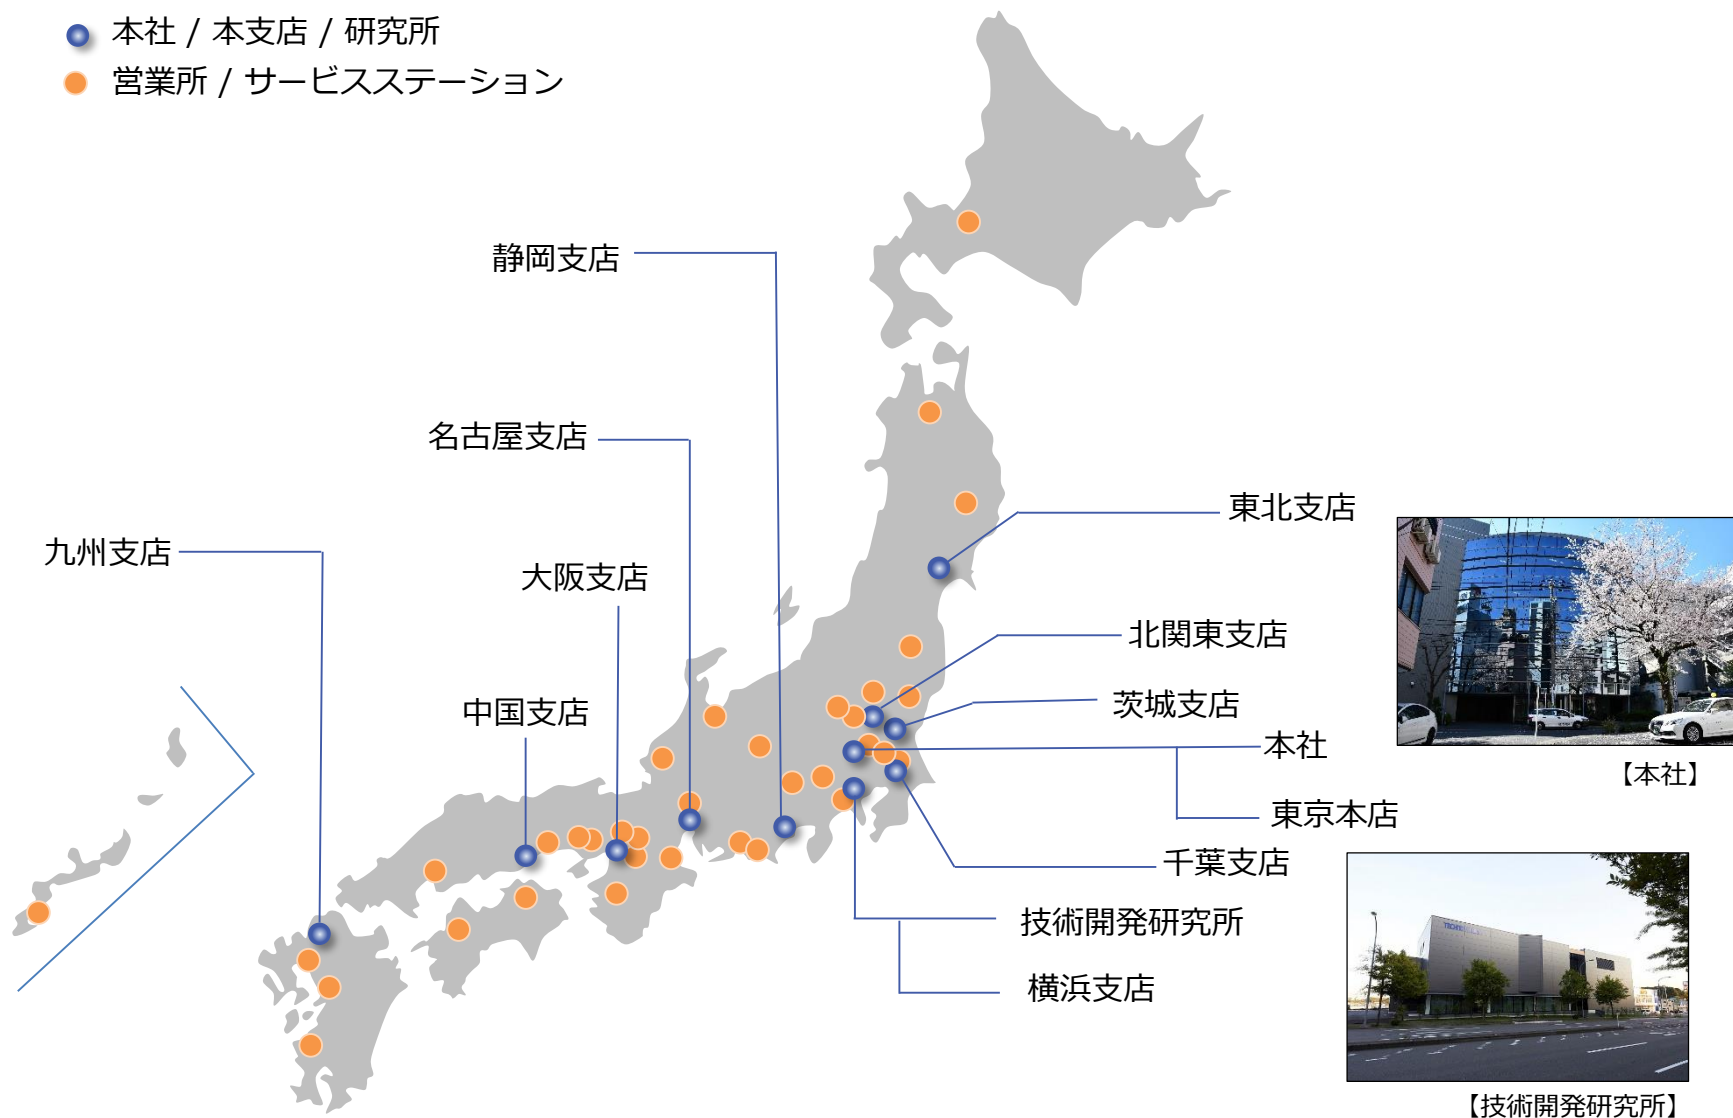 本社 / 本支店 / 研究所
営業所 / サービスステーション
静岡支店
名古屋支店
東北支店
九州支店
大阪支店
北関東支店
茨城支店
中国支店
本社
【本社】
東京本店
千葉支店
技術開発研究所
横浜支店
【技術開発研究所】